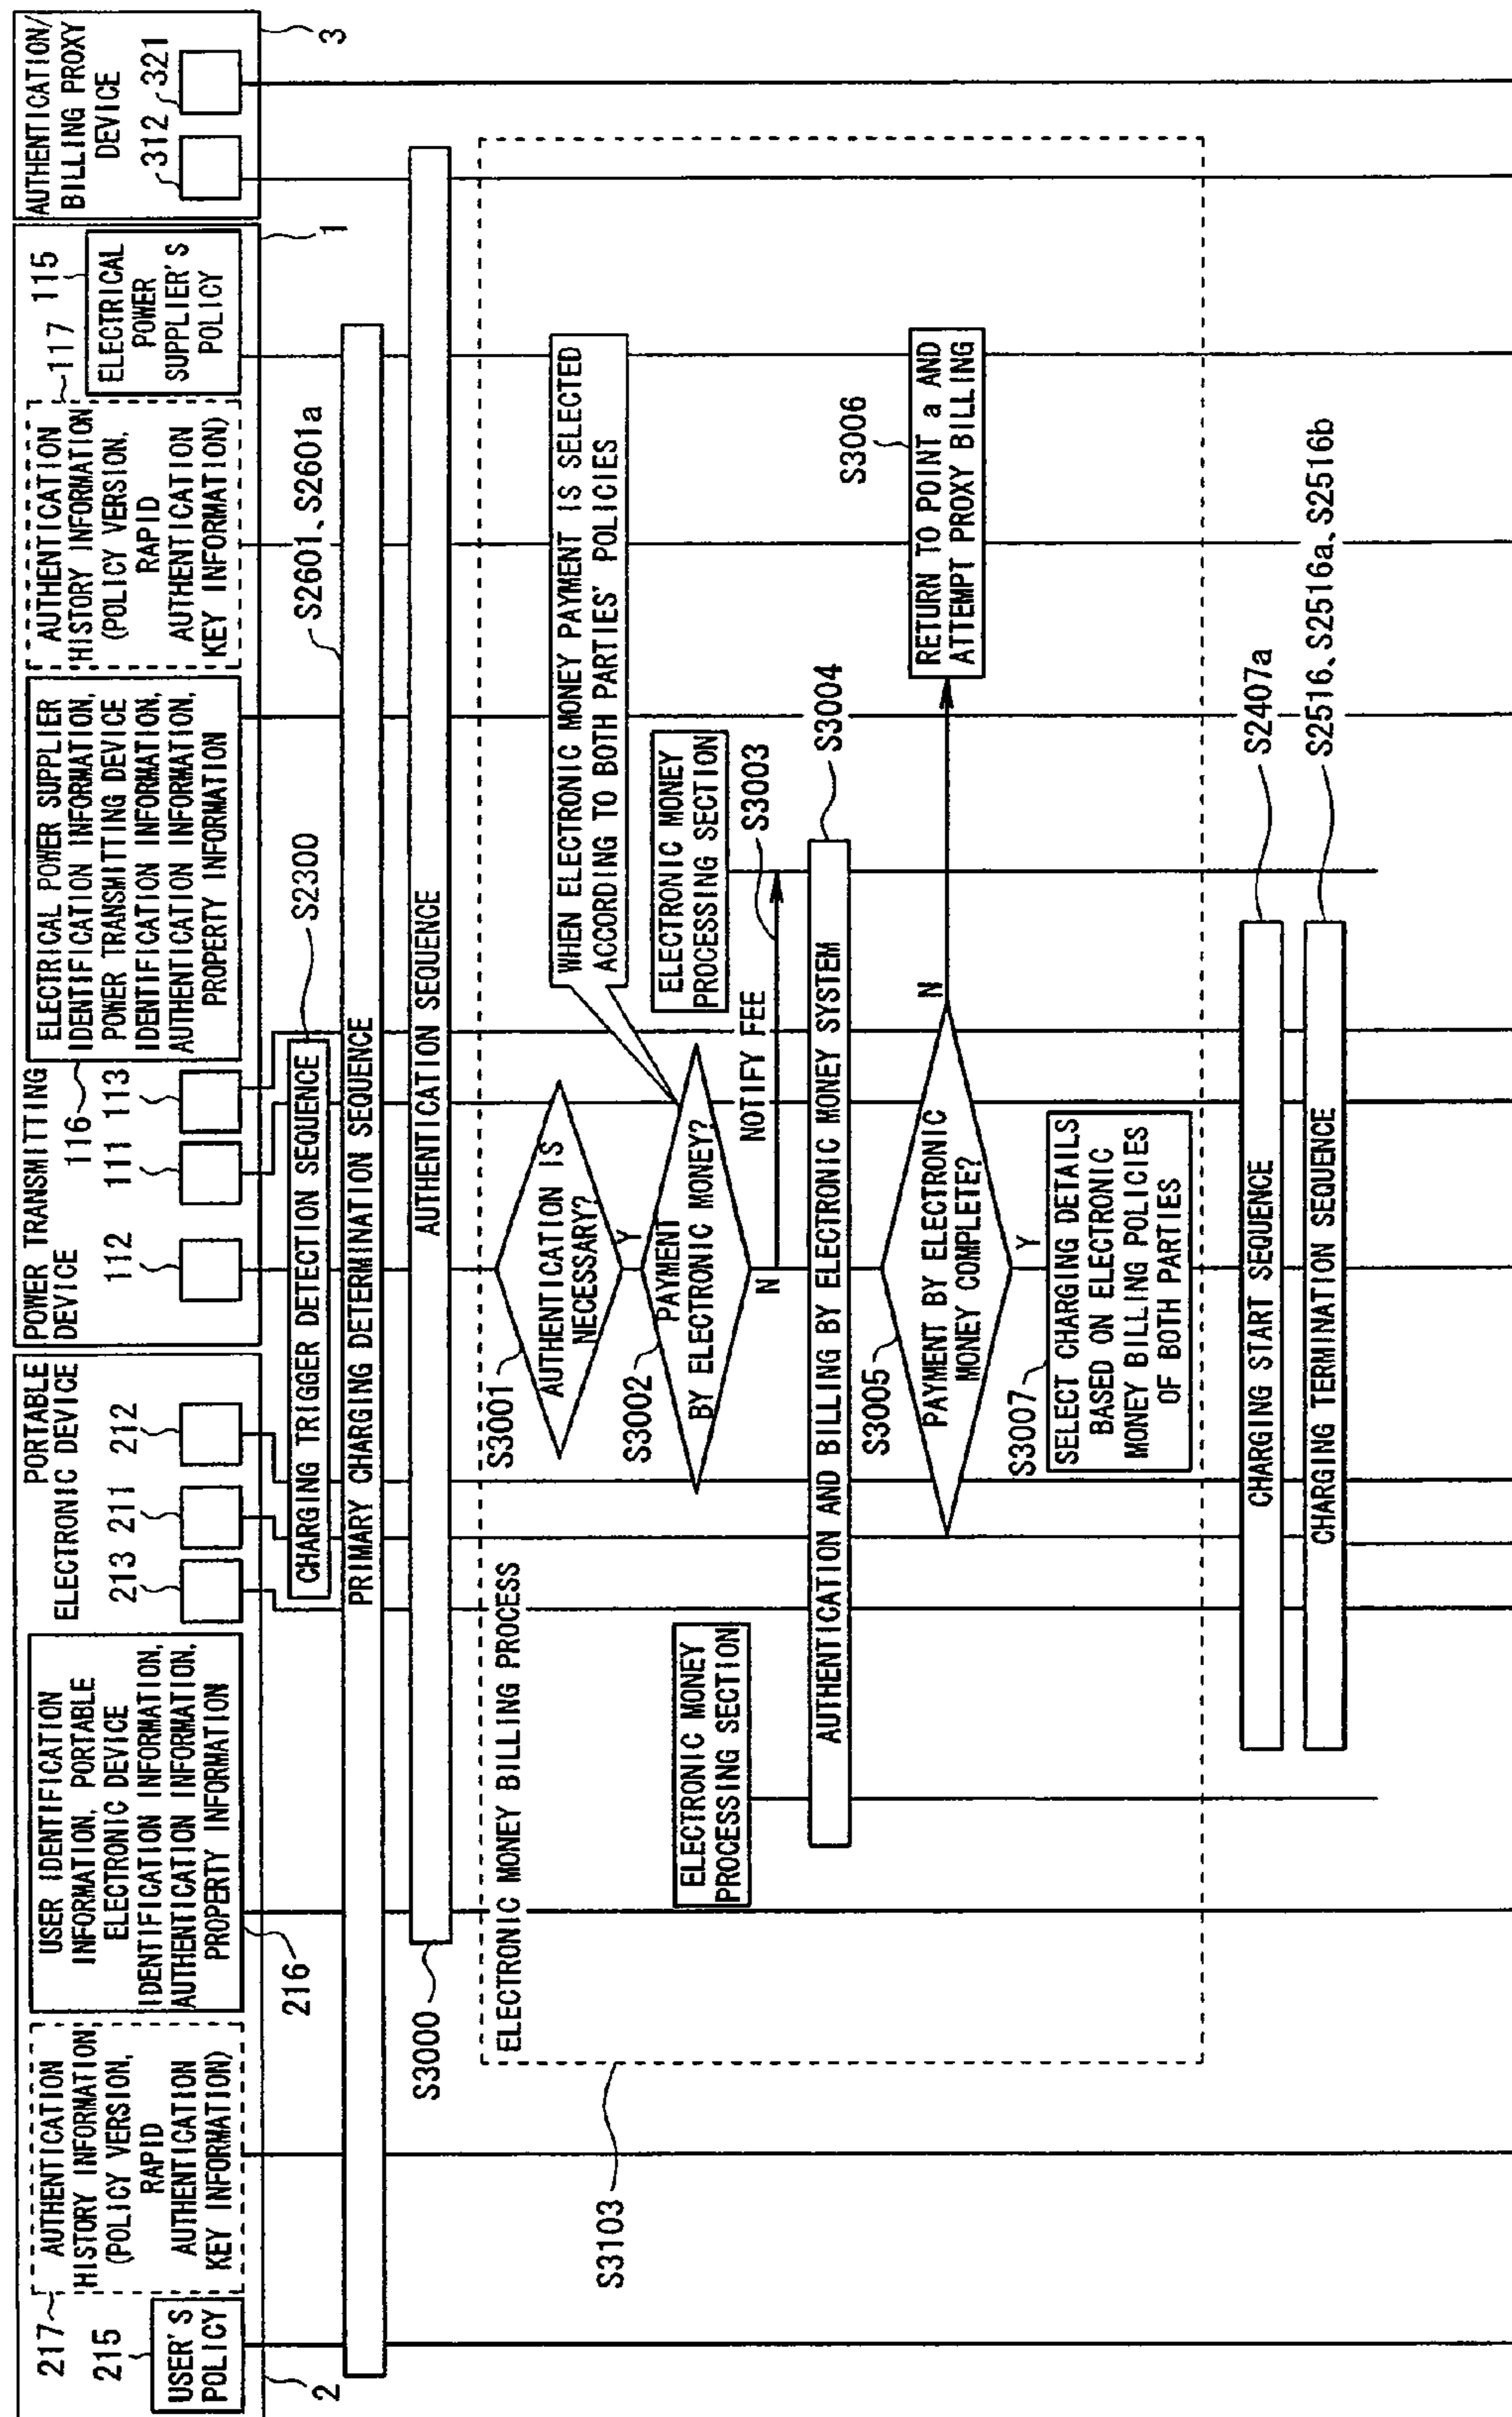 2
217
AUTHENTICATION
HISTORY INFORMATION
(POLICY VERSION,
RAPID
AUTHENTICATION
KEY INFORMATION)
215
USER'S
POLICY
USER IDENTIFICATION
INFORMATION, PORTABLE
ELECTRONIC DEVICE
IDENTIFICATION INFORMATION,
AUTHENTICATION INFORMATION,
PROPERTY INFORMATION
216
PORTABLE
ELECTRONIC DEVICE
213
211
212
POWER TRANSMITTING
DEVICE
112
111
113
116
ELECTRICAL POWER SUPPLIER
IDENTIFICATION INFORMATION,
POWER TRANSMITTING DEVICE
IDENTIFICATION INFORMATION,
AUTHENTICATION INFORMATION,
PROPERTY INFORMATION
AUTHENTICATION
HISTORY INFORMATION
(POLICY VERSION,
RAPID
AUTHENTICATION
KEY INFORMATION)
117
115
ELECTRICAL
POWER
SUPPLIER'S
POLICY
1
AUTHENTICATION/
BILLING PROXY
DEVICE
312
321
3
CHARGING TRIGGER DETECTION SEQUENCE
S2300
PRIMARY CHARGING DETERMINATION SEQUENCE
S2601、S2601a
S3000
AUTHENTICATION SEQUENCE
ELECTRONIC MONEY BILLING PROCESS
S3103
S3001
AUTHENTICATION IS
NECESSARY?
Y
WHEN ELECTRONIC MONEY PAYMENT IS SELECTED
ACCORDING TO BOTH PARTIES' POLICIES
S3002
PAYMENT
BY ELECTRONIC MONEY?
N
ELECTRONIC MONEY
PROCESSING SECTION
ELECTRONIC MONEY
PROCESSING SECTION
NOTIFY FEE
S3003
AUTHENTICATION AND BILLING BY ELECTRONIC MONEY SYSTEM
S3004
S3005
PAYMENT BY ELECTRONIC
MONEY COMPLETE?
N
S3006
RETURN TO POINT a AND
ATTEMPT PROXY BILLING
Y
S3007
SELECT CHARGING DETAILS
BASED ON ELECTRONIC
MONEY BILLING POLICIES
OF BOTH PARTIES
CHARGING START SEQUENCE
S2407a
CHARGING TERMINATION SEQUENCE
S2516、S2516a、S2516b